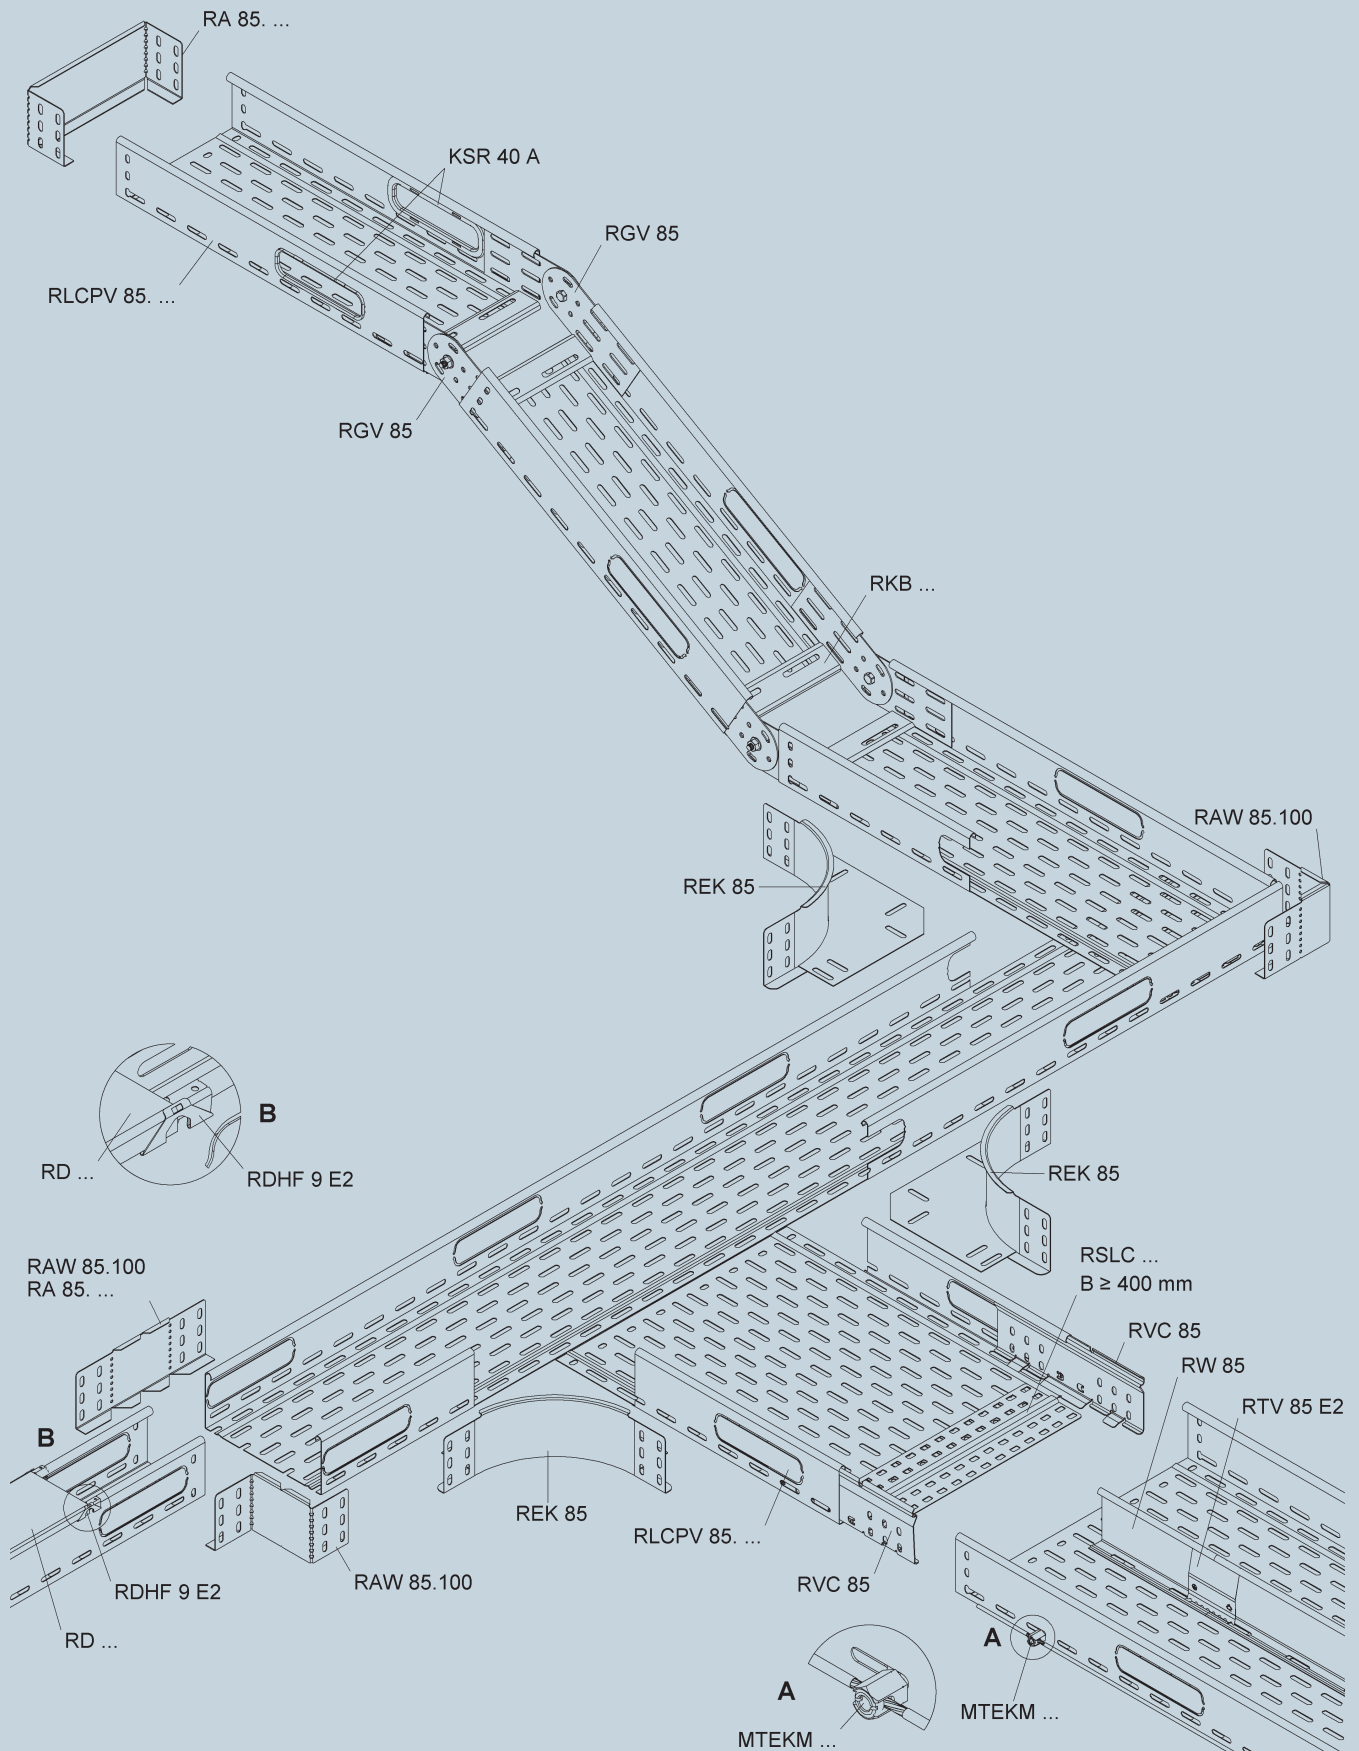 RA 85. ...
KSR 40 A
RGV 85
RLCPV 85. ...
RGV 85
RKB ...
RAW 85.100
REK 85
B
RD ...
RDHF 9 E2
REK 85
RSLC ...
B ≥ 400 mm
RAW 85.100
RA 85. ...
RVC 85
RW 85
RTV 85 E2
B
REK 85
RLCPV 85. ...
RAW 85.100
RVC 85
RDHF 9 E2
RD ...
A
A
MTEKM ...
MTEKM ...